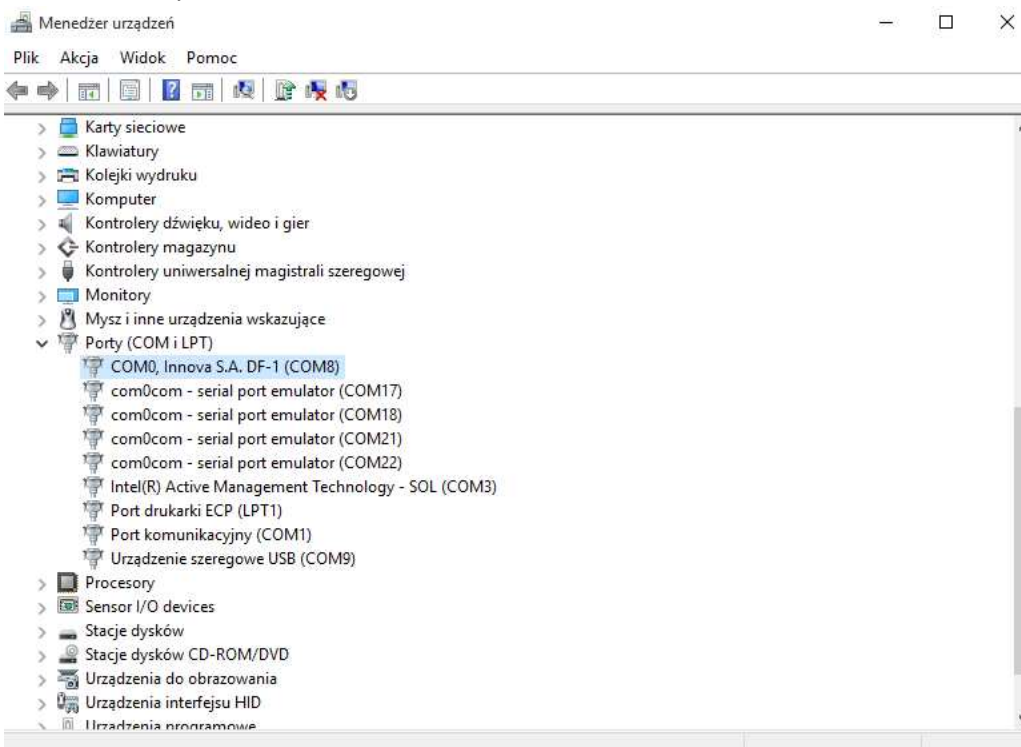 Menedżer urządzeń
Plik Akcja Widok Pomoc
Karty sieciowe
Klawiatury
Kolejki wydruku
Komputer
Kontrolery dźwięku, wideo i gier
Kontrolery magazynu
Kontrolery uniwersalnej magistrali szeregowej
Monitory
Mysz i inne urządzenia wskazujące
Porty (COM i LPT)
COM0, Innova S.A. DF-1 (COM8)
com0com - serial port emulator (COM17)
com0com - serial port emulator (COM18)
com0com - serial port emulator (COM21)
com0com - serial port emulator (COM22)
Intel(R) Active Management Technology - SOL (COM3)
Port drukarki ECP (LPT1)
Port komunikacyjny (COM1)
Urządzenie szeregowe USB (COM9)
Procesory
Sensor I/O devices
Stacje dysków
Stacje dysków CD-ROM/DVD
Urządzenia do obrazowania
Urządzenia interfejsu HID
Urządzenia programowe